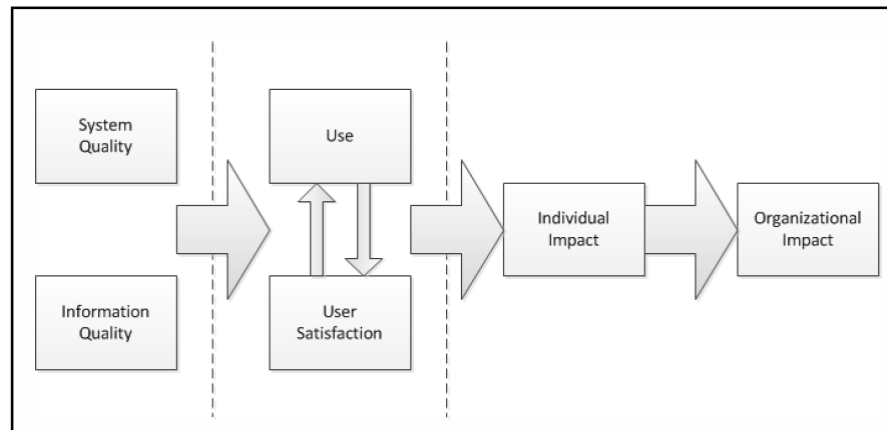 System
Quality
Use
Individual
Impact
Organizational
Impact
Information
Quality
User
Satisfaction